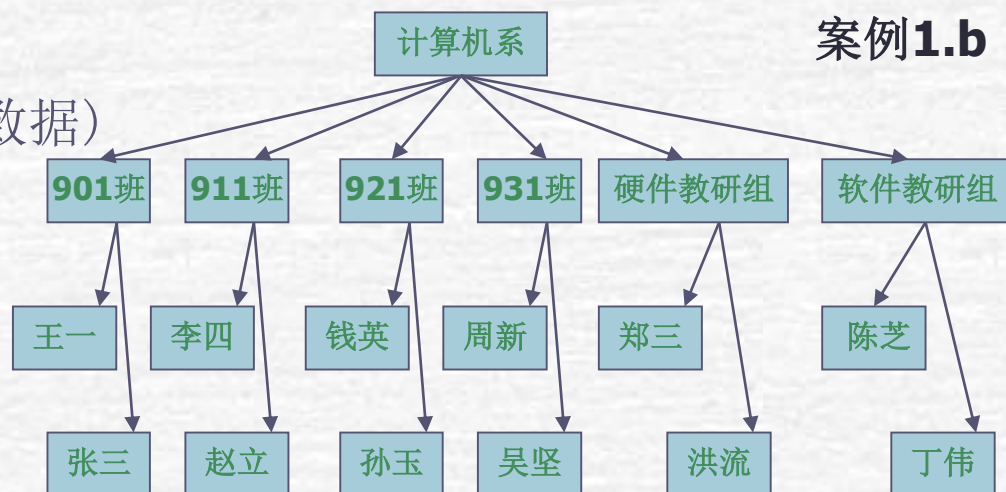 计算机系
案例1.b
数据）
901班
911班
921班
931班
硬件教研组
软件教研组
王一
李四
钱英
周新
郑三
陈芝
张三
赵立
孙玉
吴坚
洪流
丁伟